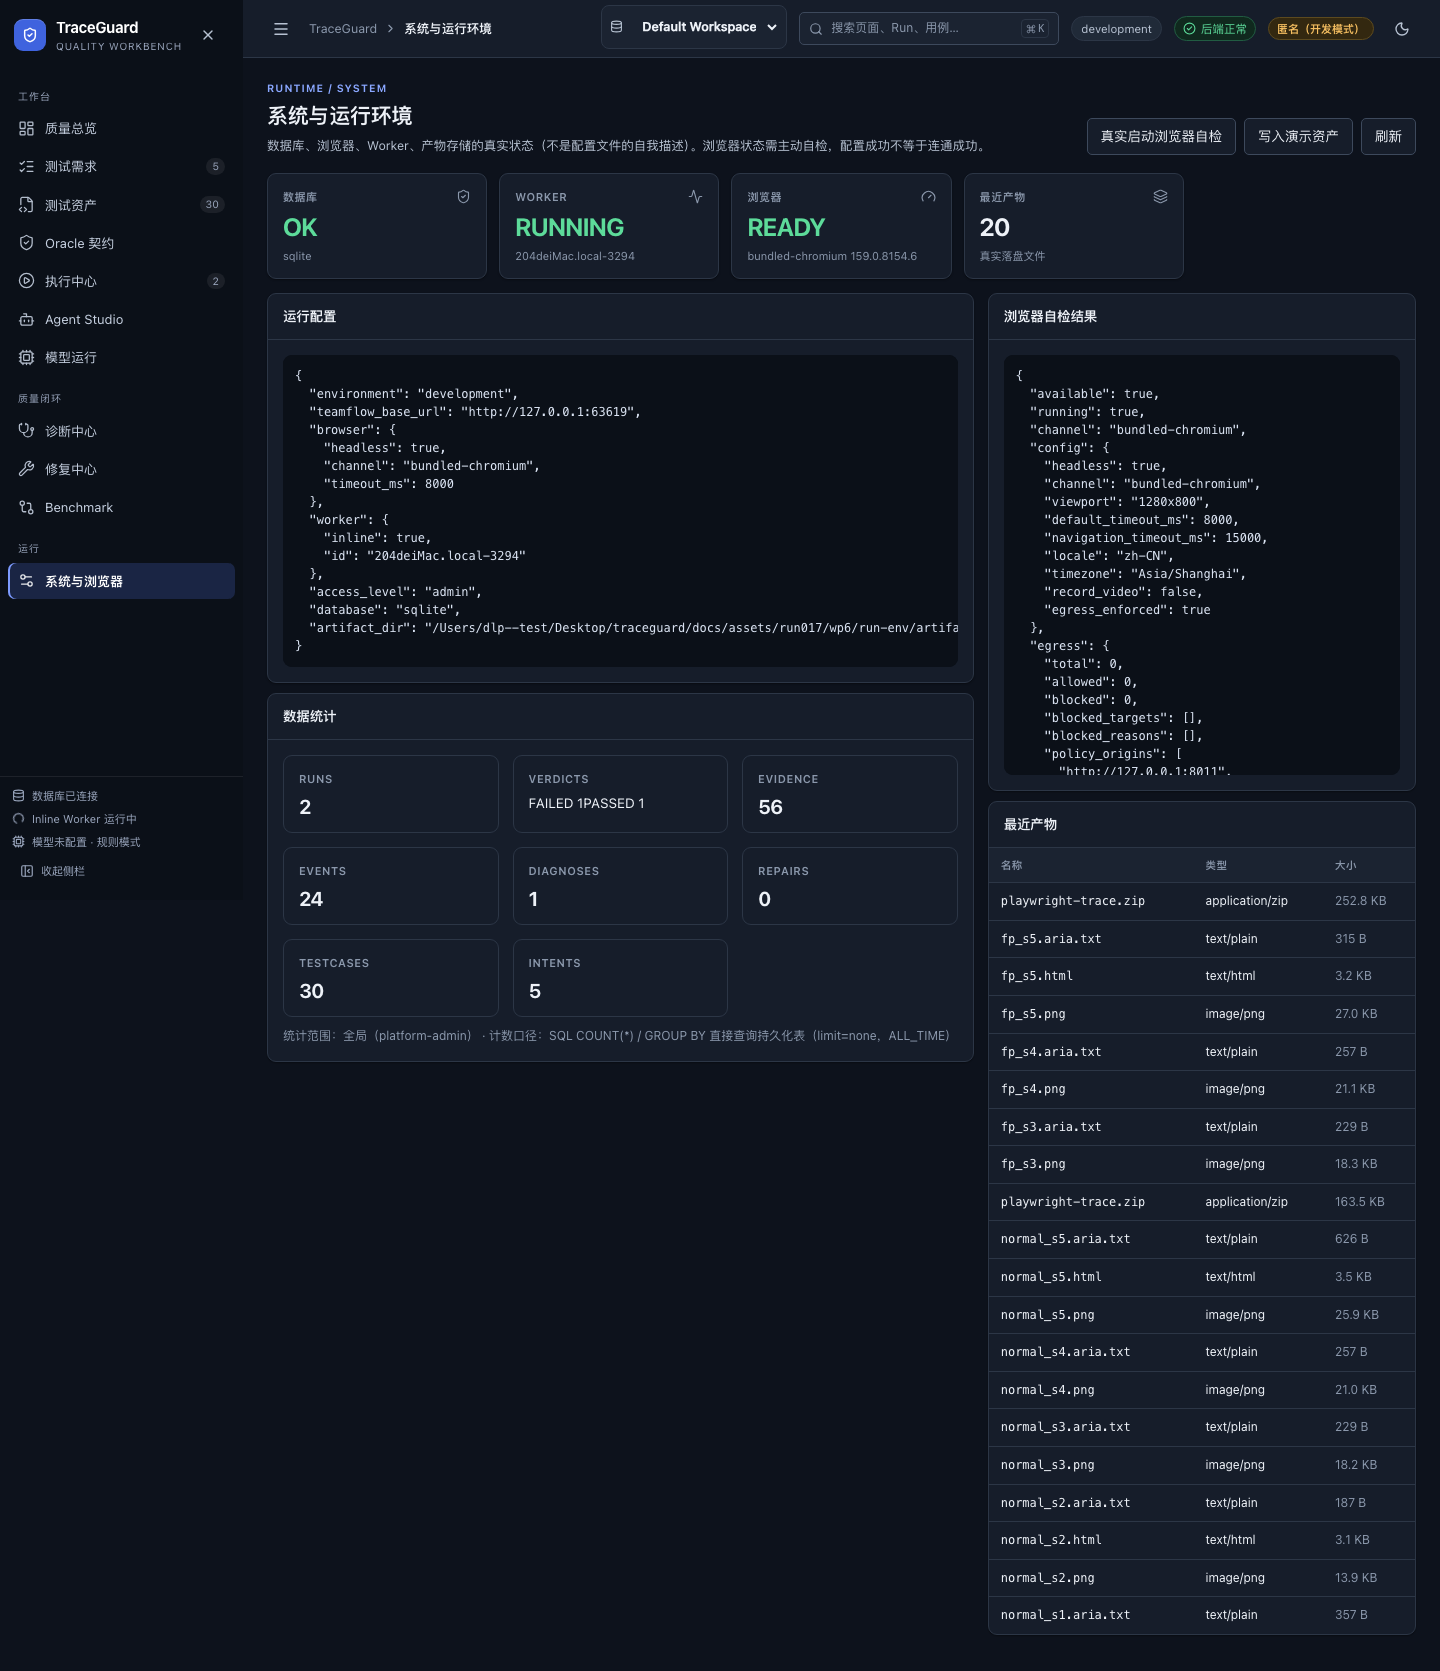 TraceGuard
QUALITY WORKBENCH
工作台
质量总览
测试需求 5
测试资产 30
Oracle 契约
执行中心 2
Agent Studio
模型运行
质量闭环
诊断中心
修复中心
Benchmark
运行
系统与浏览器
数据库已连接
Inline Worker 运行中
模型未配置 · 规则模式
收起侧栏
TraceGuard > 系统与运行环境
Default Workspace
搜索页面、Run、用例... ⌘K
development
后端正常
匿名（开发模式）
RUNTIME / SYSTEM
系统与运行环境
数据库、浏览器、Worker、产物存储的真实状态（不是配置文件的自我描述）。浏览器状态需主动自检，配置成功不等于连通成功。
真实启动浏览器自检
写入演示资产
刷新
数据库
OK
sqlite
WORKER
RUNNING
204deiMac.local-3294
浏览器
READY
bundled-chromium 159.0.8154.6
最近产物
20
真实落盘文件
运行配置
{
"environment": "development",
"teamflow_base_url": "http://127.0.0.1:63619",
"browser": {
"headless": true,
"channel": "bundled-chromium",
"timeout_ms": 8000
},
"worker": {
"inline": true,
"id": "204deiMac.local-3294"
},
"access_level": "admin",
"database": "sqlite",
"artifact_dir": "/Users/dlp--test/Desktop/traceguard/docs/assets/run017/wp6/run-env/artifa
}
数据统计
RUNS
2
VERDICTS
FAILED 1PASSED 1
EVIDENCE
56
EVENTS
24
DIAGNOSES
1
REPAIRS
0
TESTCASES
30
INTENTS
5
统计范围：全局（platform-admin） · 计数口径：SQL COUNT(*) / GROUP BY 直接查询持久化表（limit=none，ALL_TIME）
浏览器自检结果
{
"available": true,
"running": true,
"channel": "bundled-chromium",
"config": {
"headless": true,
"channel": "bundled-chromium",
"viewport": "1280x800",
"default_timeout_ms": 8000,
"navigation_timeout_ms": 15000,
"locale": "zh-CN",
"timezone": "Asia/Shanghai",
"record_video": false,
"egress_enforced": true
},
"egress": {
"total": 0,
"allowed": 0,
"blocked": 0,
"blocked_targets": [],
"blocked_reasons": [],
"policy_origins": [
"http://127.0.0.1:8011",
最近产物
名称 类型 大小
playwright-trace.zip application/zip 252.8 KB
fp_s5.aria.txt text/plain 315 B
fp_s5.html text/html 3.2 KB
fp_s5.png image/png 27.0 KB
fp_s4.aria.txt text/plain 257 B
fp_s4.png image/png 21.1 KB
fp_s3.aria.txt text/plain 229 B
fp_s3.png image/png 18.3 KB
playwright-trace.zip application/zip 163.5 KB
normal_s5.aria.txt text/plain 626 B
normal_s5.html text/html 3.5 KB
normal_s5.png image/png 25.9 KB
normal_s4.aria.txt text/plain 257 B
normal_s4.png image/png 21.0 KB
normal_s3.aria.txt text/plain 229 B
normal_s3.png image/png 18.2 KB
normal_s2.aria.txt text/plain 187 B
normal_s2.html text/html 3.1 KB
normal_s2.png image/png 13.9 KB
normal_s1.aria.txt text/plain 357 B